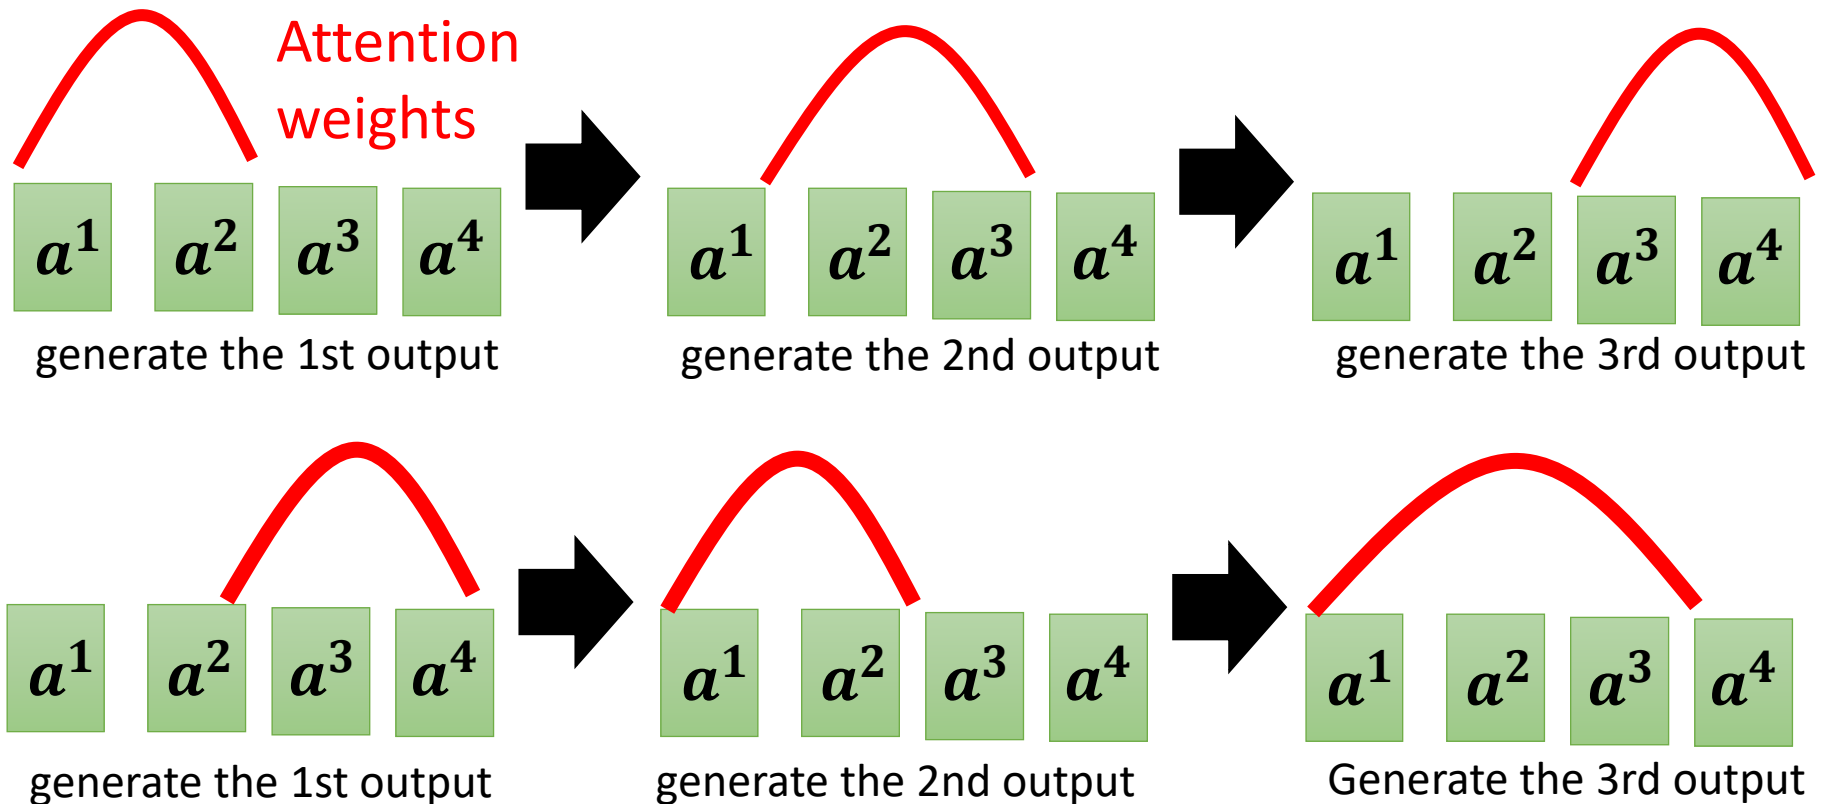 Attention
weights
a¹ a² a³ a⁴
a¹ a² a³ a⁴
a¹ a² a³ a⁴
generate the 1st output
generate the 2nd output
generate the 3rd output
a¹ a² a³ a⁴
a¹ a² a³ a⁴
a¹ a² a³ a⁴
generate the 1st output
generate the 2nd output
Generate the 3rd output